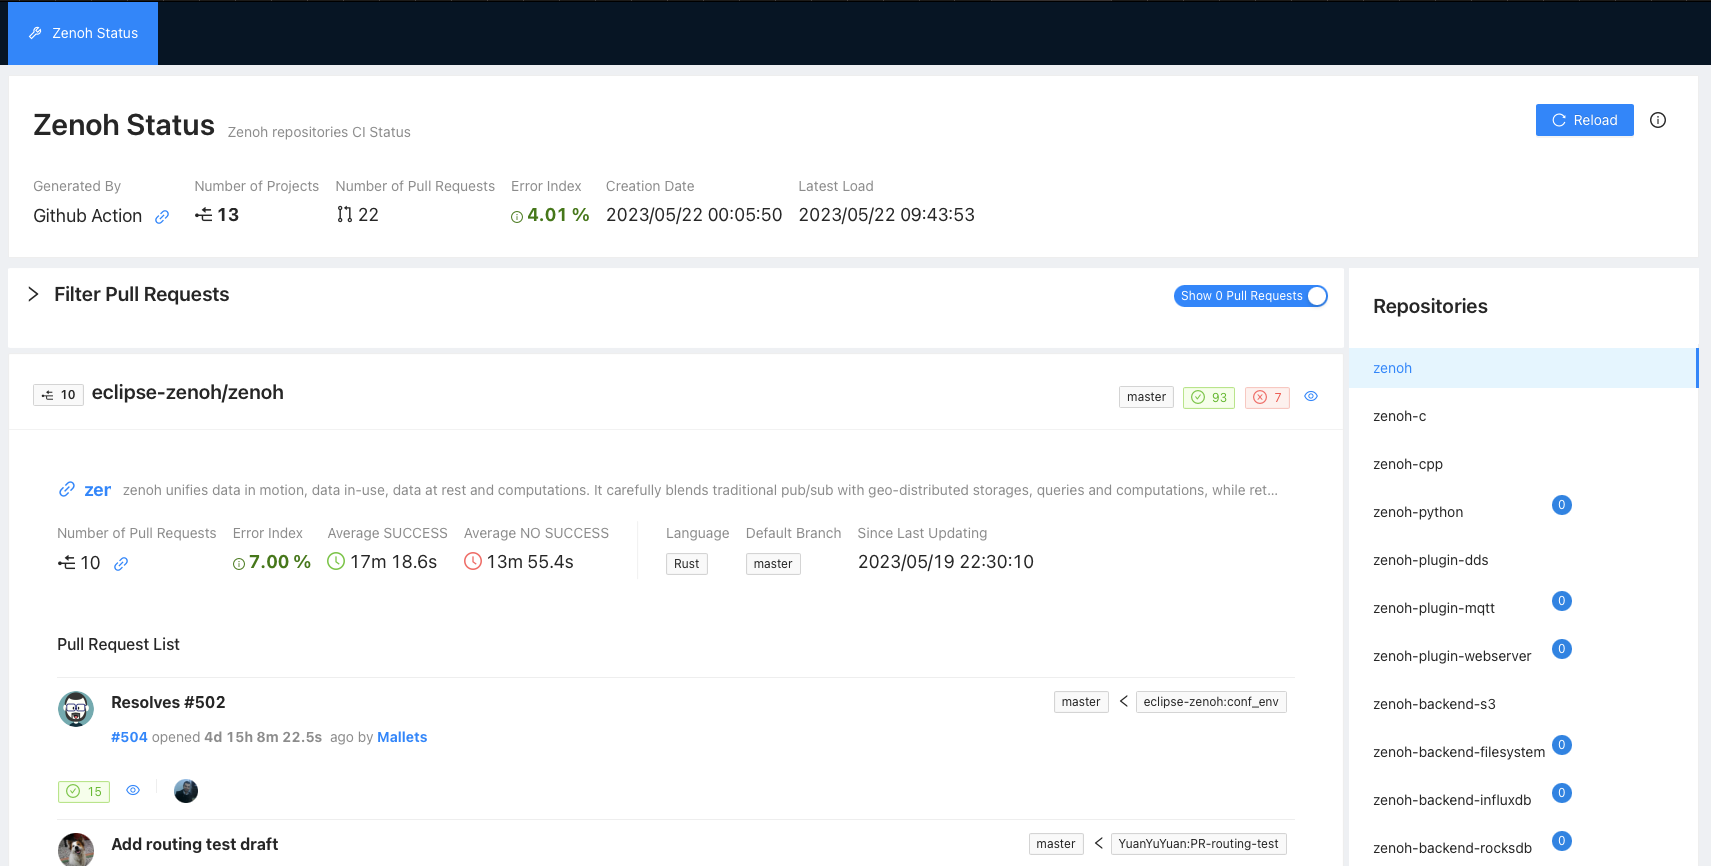 Zenoh Status
Zenoh Status Zenoh repositories CI Status
Reload
Generated By Number of Projects Number of Pull Requests Error Index Creation Date Latest Load
Github Action 13 22 4.01 % 2023/05/22 00:05:50 2023/05/22 09:43:53
Filter Pull Requests
Show 0 Pull Requests
10 eclipse-zenoh/zenoh
master 93 7
zer zenoh unifies data in motion, data in-use, data at rest and computations. It carefully blends traditional pub/sub with geo-distributed storages, queries and computations, while ret...
Number of Pull Requests Error Index Average SUCCESS Average NO SUCCESS Language Default Branch Since Last Updating
10 7.00 % 17m 18.6s 13m 55.4s Rust master 2023/05/19 22:30:10
Pull Request List
Resolves #502
master < eclipse-zenoh:conf_env
#504 opened 4d 15h 8m 22.5s ago by Mallets
15
Add routing test draft
master < YuanYuYuan:PR-routing-test
Repositories
zenoh
zenoh-c
zenoh-cpp
zenoh-python 0
zenoh-plugin-dds
zenoh-plugin-mqtt 0
zenoh-plugin-webserver 0
zenoh-backend-s3
zenoh-backend-filesystem 0
zenoh-backend-influxdb 0
zenoh-backend-rocksdb 0